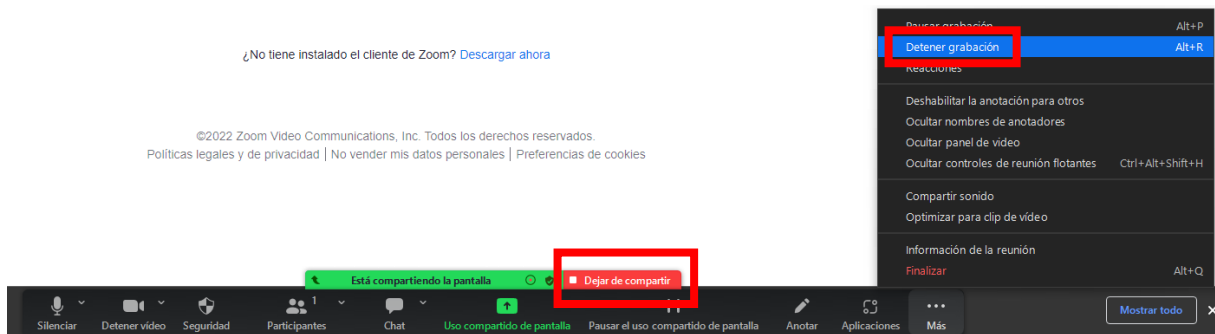 ¿No tiene instalado el cliente de Zoom? Descargar ahora
©2022 Zoom Video Communications, Inc. Todos los derechos reservados.
Políticas legales y de privacidad | No vender mis datos personales | Preferencias de cookies
Pausar grabación Alt+P
Detener grabación Alt+R
Reacciones
Deshabilitar la anotación para otros
Ocultar nombres de anotadores
Ocultar panel de video
Ocultar controles de reunión flotantes Ctrl+Alt+Shift+H
Compartir sonido
Optimizar para clip de vídeo
Información de la reunión
Finalizar Alt+Q
Está compartiendo la pantalla Dejar de compartir
1
Silenciar Detener vídeo Seguridad Participantes Chat Uso compartido de pantalla Pausar el uso compartido de pantalla Anotar Aplicaciones Más Mostrar todo